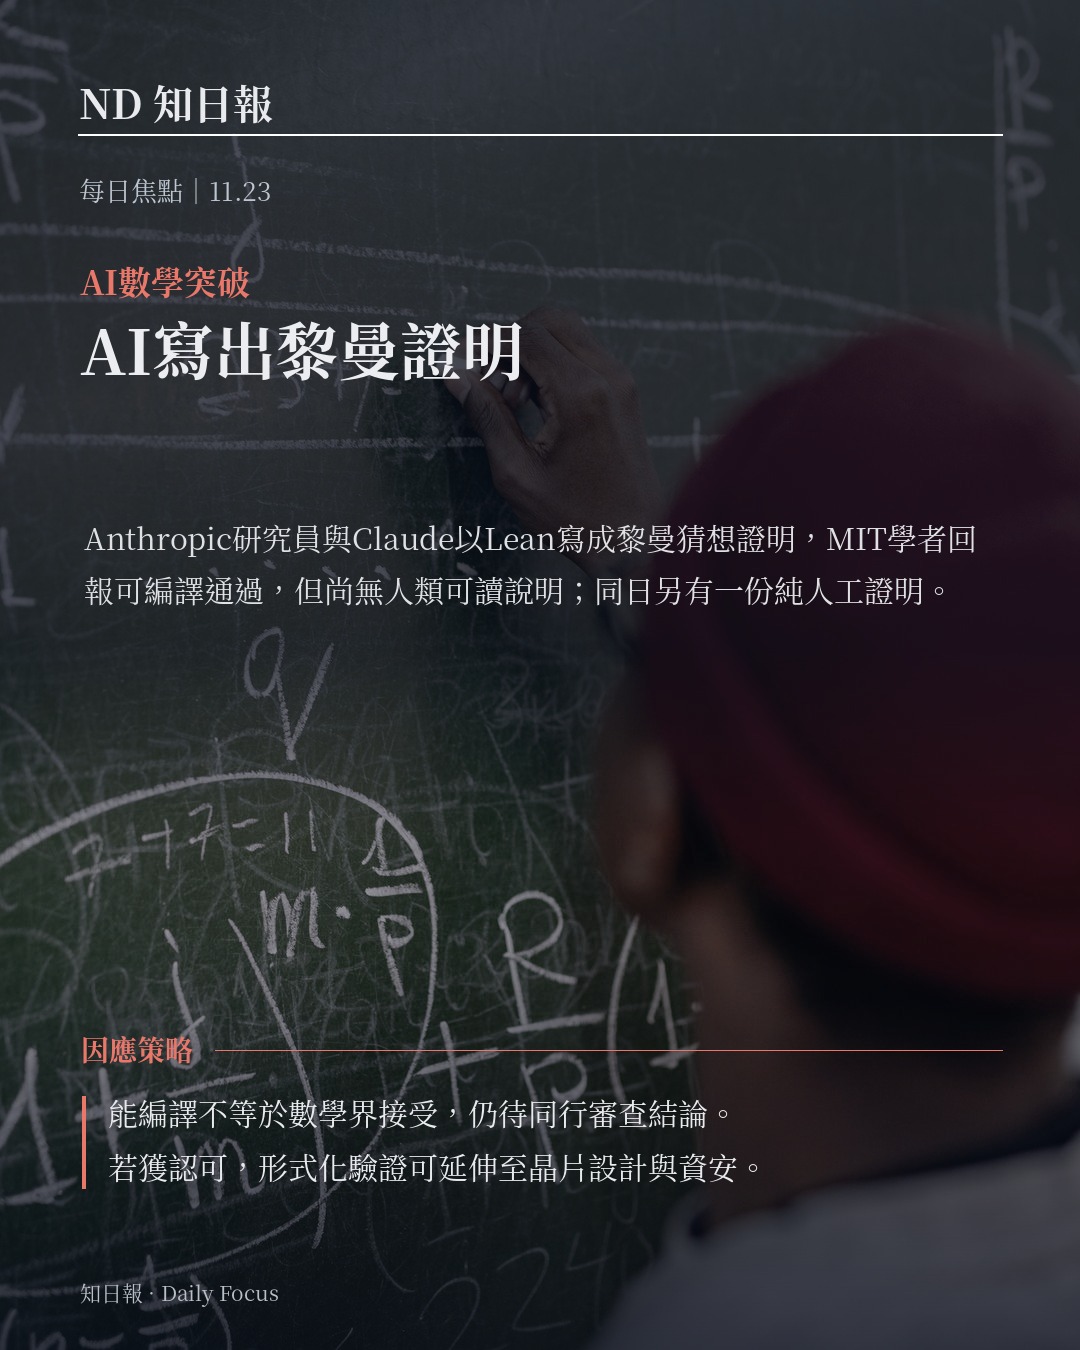 ND 知日報
每日焦點｜11.23
AI數學突破
AI寫出黎曼證明
Anthropic研究員與Claude以Lean寫成黎曼猜想證明，MIT學者回
報可編譯通過，但尚無人類可讀說明；同日另有一份純人工證明。
q
7+7=11
m · 1/p
R/p (1
因應策略
能編譯不等於數學界接受，仍待同行審查結論。
若獲認可，形式化驗證可延伸至晶片設計與資安。
知日報 · Daily Focus